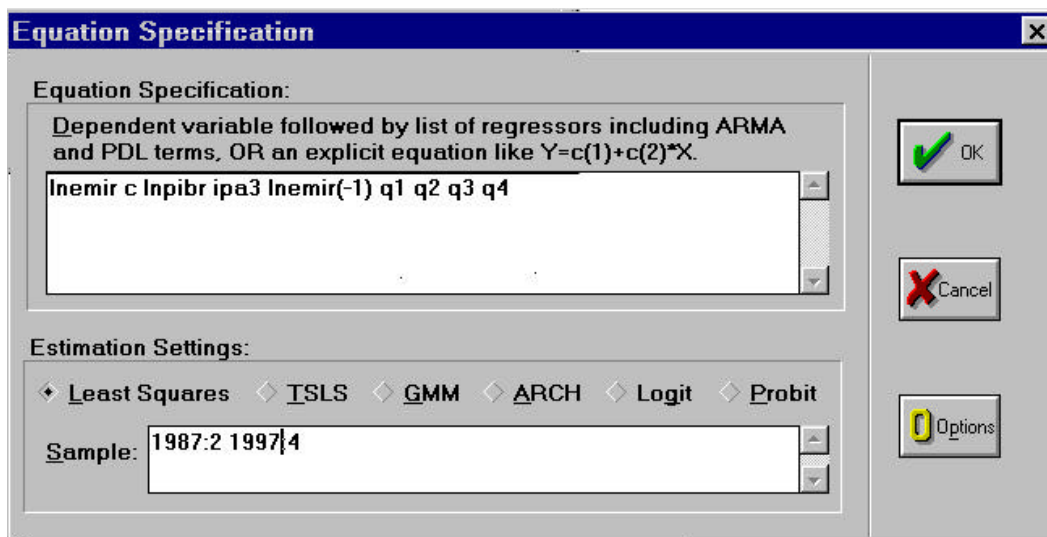 Equation Specification
Equation Specification:
Dependent variable followed by list of regressors including ARMA
and PDL terms, OR an explicit equation like Y=c(1)+c(2)*X.
lnemir c lnpibr ipa3 lnemir(-1) q1 q2 q3 q4
OK
Cancel
Estimation Settings:
Least Squares TSLS GMM ARCH Logit Probit
Options
Sample: 1987:2 1997:4